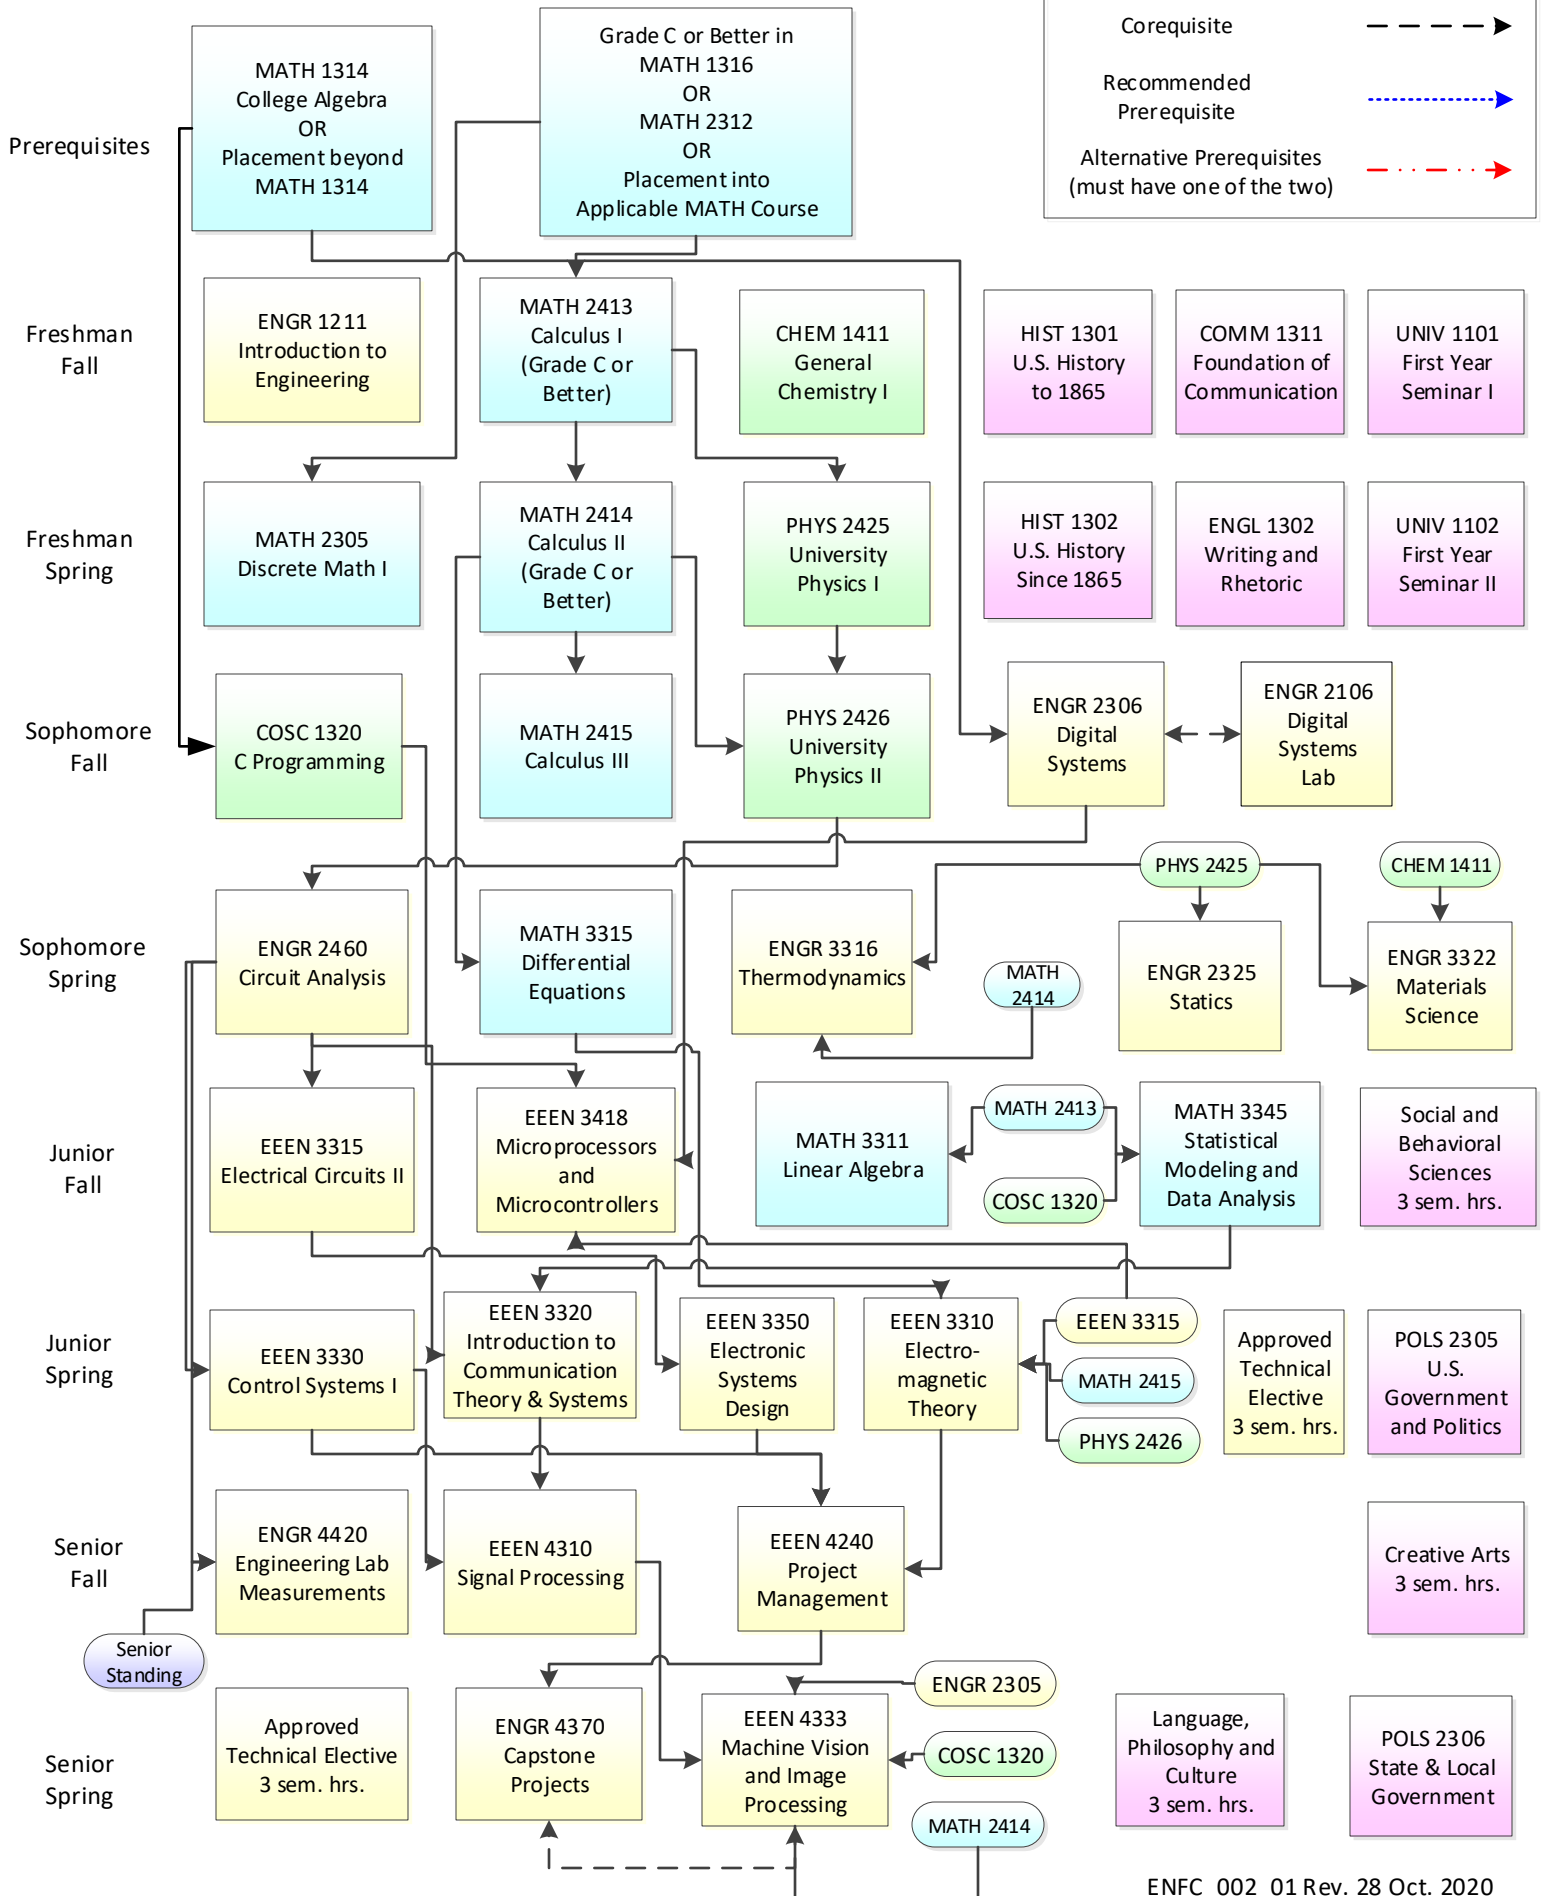 Corequisite
Recommended
Prerequisite
Alternative Prerequisites
(must have one of the two)
Prerequisites
MATH 1314
College Algebra
OR
Placement beyond
MATH 1314
Grade C or Better in
MATH 1316
OR
MATH 2312
OR
Placement into
Applicable MATH Course
Freshman
Fall
ENGR 1211
Introduction to
Engineering
MATH 2413
Calculus I
(Grade C or
Better)
CHEM 1411
General
Chemistry I
HIST 1301
U.S. History
to 1865
COMM 1311
Foundation of
Communication
UNIV 1101
First Year
Seminar I
Freshman
Spring
MATH 2305
Discrete Math I
MATH 2414
Calculus II
(Grade C or
Better)
PHYS 2425
University
Physics I
HIST 1302
U.S. History
Since 1865
ENGL 1302
Writing and
Rhetoric
UNIV 1102
First Year
Seminar II
Sophomore
Fall
COSC 1320
C Programming
MATH 2415
Calculus III
PHYS 2426
University
Physics II
ENGR 2306
Digital
Systems
ENGR 2106
Digital
Systems
Lab
PHYS 2425
CHEM 1411
Sophomore
Spring
ENGR 2460
Circuit Analysis
MATH 3315
Differential
Equations
ENGR 3316
Thermodynamics
MATH
2414
ENGR 2325
Statics
ENGR 3322
Materials
Science
Junior
Fall
EEEN 3315
Electrical Circuits II
EEEN 3418
Microprocessors
and
Microcontrollers
MATH 3311
Linear Algebra
MATH 2413
COSC 1320
MATH 3345
Statistical
Modeling and
Data Analysis
Social and
Behavioral
Sciences
3 sem. hrs.
Junior
Spring
EEEN 3330
Control Systems I
EEEN 3320
Introduction to
Communication
Theory & Systems
EEEN 3350
Electronic
Systems
Design
EEEN 3310
Electro-
magnetic
Theory
EEEN 3315
MATH 2415
PHYS 2426
Approved
Technical
Elective
3 sem. hrs.
POLS 2305
U.S.
Government
and Politics
Senior
Fall
ENGR 4420
Engineering Lab
Measurements
EEEN 4310
Signal Processing
EEEN 4240
Project
Management
Creative Arts
3 sem. hrs.
Senior
Standing
Senior
Spring
Approved
Technical Elective
3 sem. hrs.
ENGR 4370
Capstone
Projects
EEEN 4333
Machine Vision
and Image
Processing
ENGR 2305
COSC 1320
MATH 2414
Language,
Philosophy and
Culture
3 sem. hrs.
POLS 2306
State & Local
Government
ENFC_002_01 Rev. 28 Oct. 2020